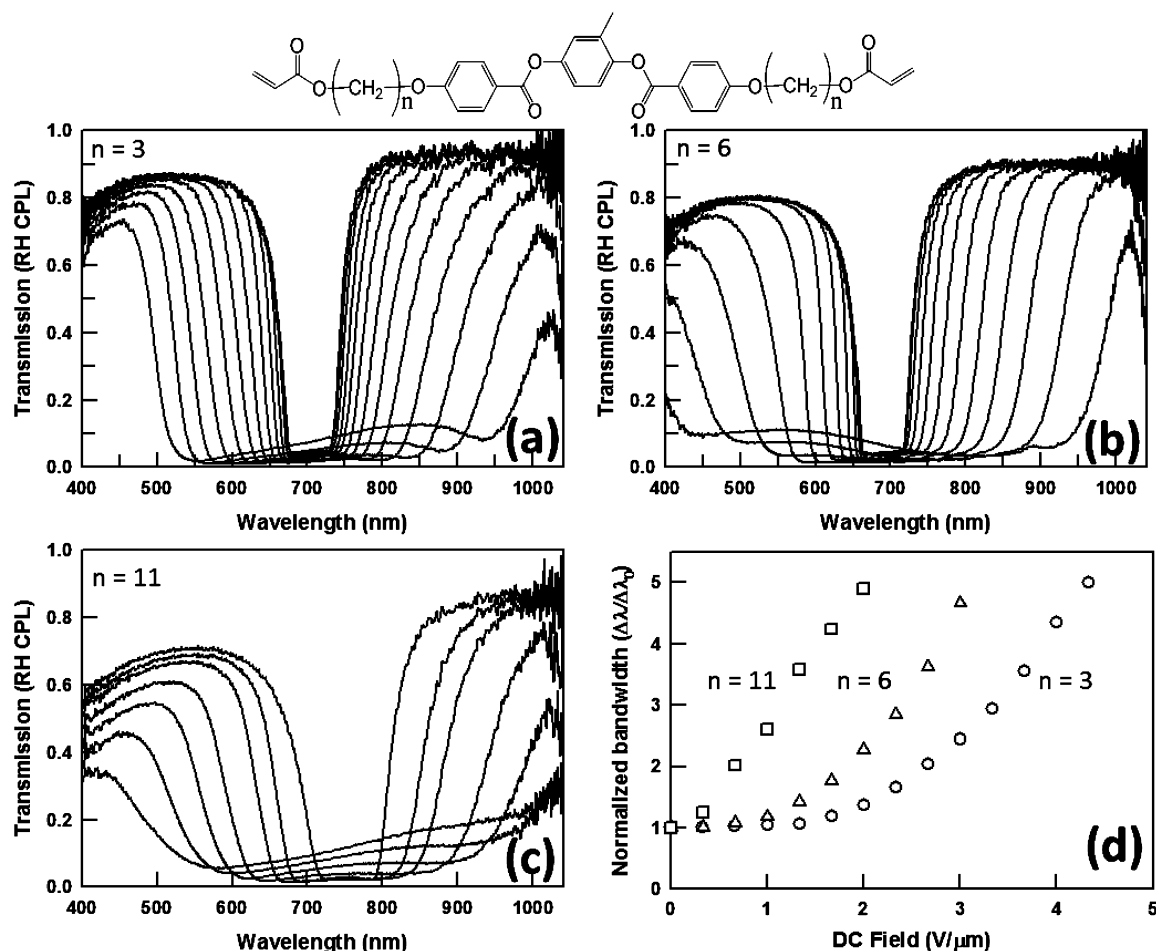 O
O
O
O
O
O
O
O
O
O
(CH2)n
(CH2)n
n = 3
Transmission (RH CPL)
1.0
0.8
0.6
0.4
0.2
0.0
400 500 600 700 800 900 1000
Wavelength (nm)
(a)
n = 6
Transmission (RH CPL)
1.0
0.8
0.6
0.4
0.2
0.0
400 500 600 700 800 900 1000
Wavelength (nm)
(b)
n = 11
Transmission (RH CPL)
1.0
0.8
0.6
0.4
0.2
0.0
400 500 600 700 800 900 1000
Wavelength (nm)
(c)
Normalized bandwidth (Δλ/Δλ0)
5
4
3
2
1
0
n = 11 n = 6 n = 3
0 1 2 3 4 5
DC Field (V/μm)
(d)